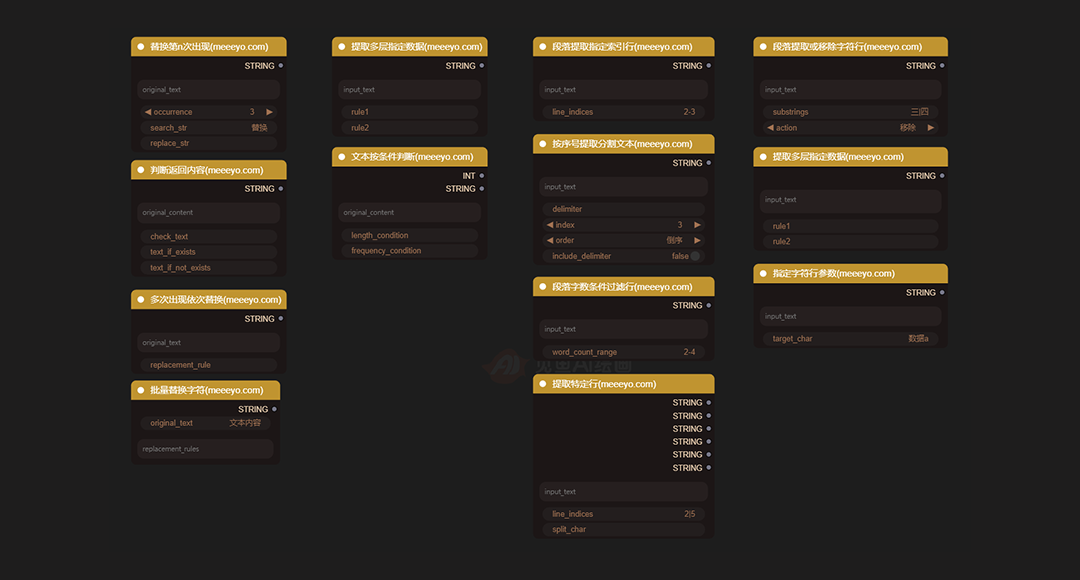 替换第n次出现(meeeyo.com)
STRING
original_text
occurrence 3
search_str 替换
replace_str
判断返回内容(meeeyo.com)
STRING
original_content
check_text
text_if_exists
text_if_not_exists
多次出现依次替换(meeeyo.com)
STRING
original_text
replacement_rule
批量替换字符(meeeyo.com)
STRING
original_text 文本内容
replacement_rules
提取多层指定数据(meeeyo.com)
STRING
input_text
rule1
rule2
文本按条件判断(meeeyo.com)
INT
STRING
original_content
length_condition
frequency_condition
段落提取指定索引行(meeeyo.com)
STRING
input_text
line_indices 2-3
按序号提取分割文本(meeeyo.com)
STRING
input_text
delimiter
index 3
order 倒序
include_delimiter false
段落字数条件过滤行(meeeyo.com)
STRING
input_text
word_count_range 2-4
提取特定行(meeeyo.com)
STRING
STRING
STRING
STRING
STRING
STRING
input_text
line_indices 2|5
split_char
段落提取或移除字符行(meeeyo.com)
STRING
input_text
substrings 三|四
action 移除
提取多层指定数据(meeeyo.com)
STRING
input_text
rule1
rule2
指定字符行参数(meeeyo.com)
STRING
input_text
target_char 数据a